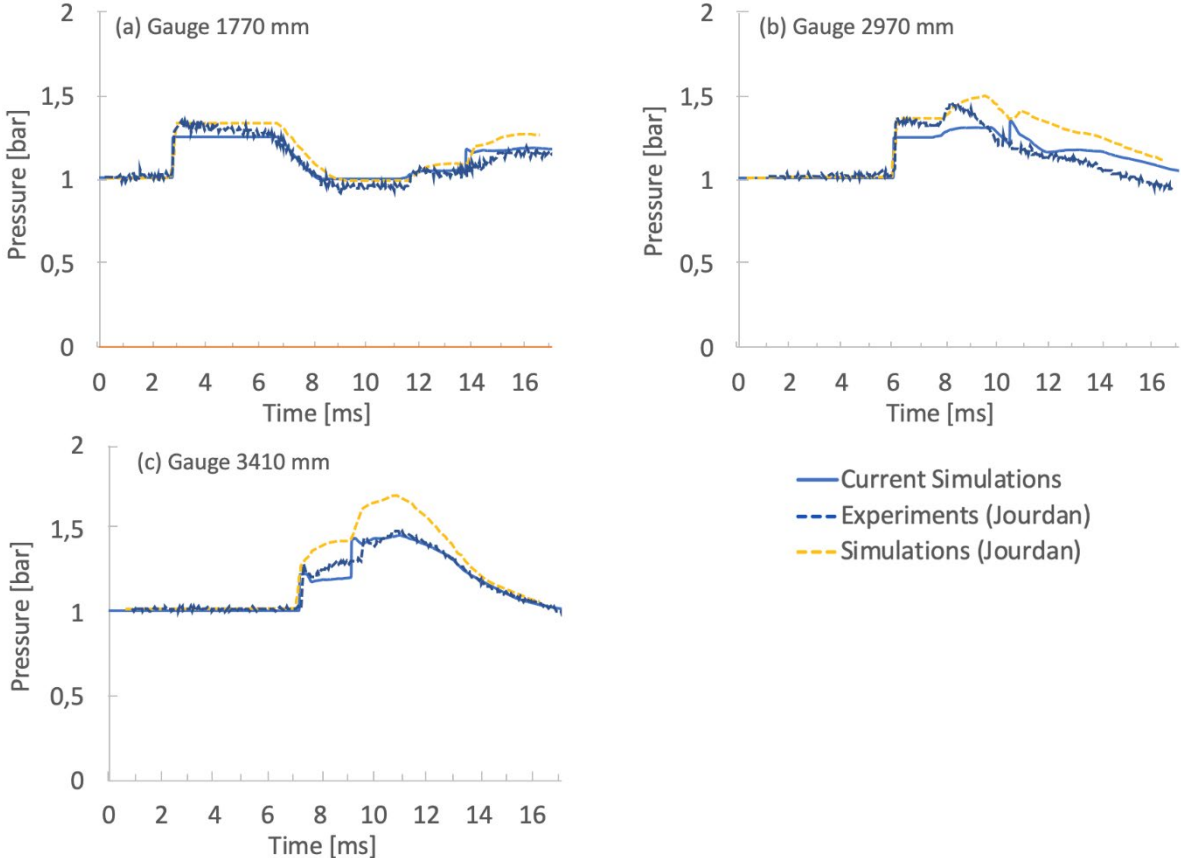 2
(a) Gauge 1770 mm
1,5
1
0,5
0
Pressure [bar]
0 2 4 6 8 10 12 14 16
Time [ms]
2
(b) Gauge 2970 mm
1,5
1
0,5
0
Pressure [bar]
0 2 4 6 8 10 12 14 16
Time [ms]
2
(c) Gauge 3410 mm
1,5
1
0,5
0
Pressure [bar]
0 2 4 6 8 10 12 14 16
Time [ms]
Current Simulations
Experiments (Jourdan)
Simulations (Jourdan)